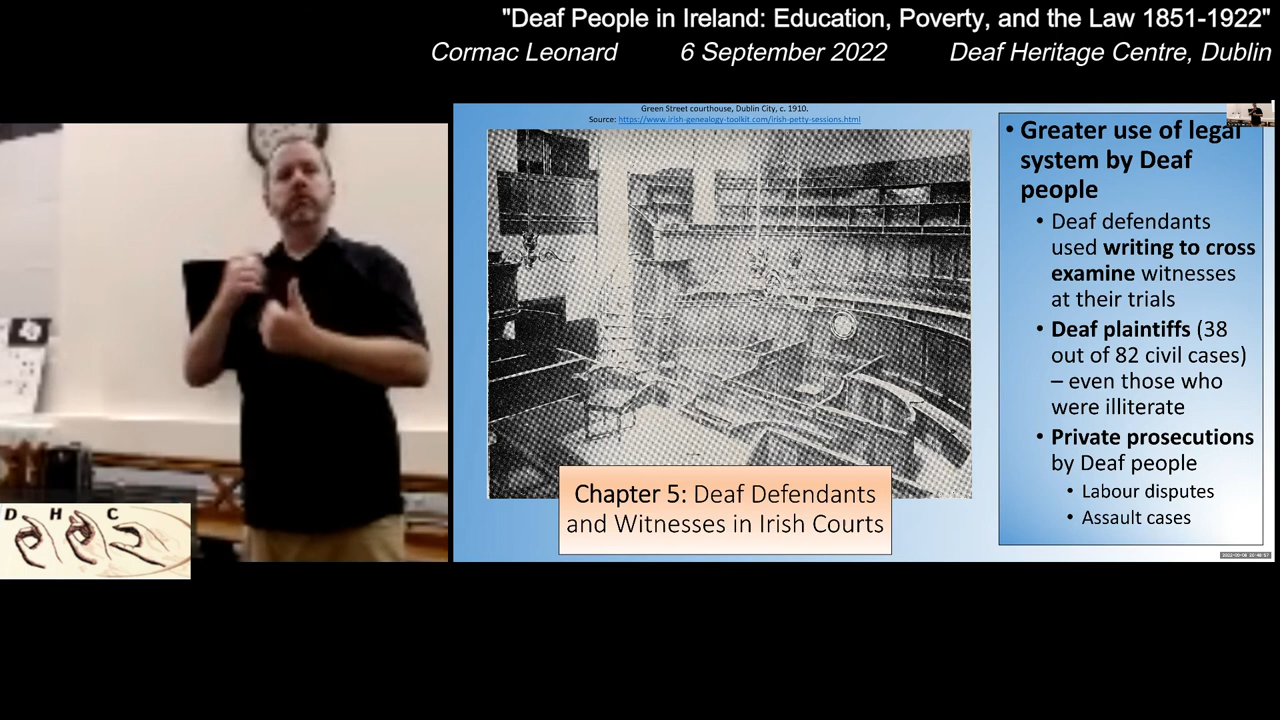 "Deaf People in Ireland: Education, Poverty, and the Law 1851-1922"
Cormac Leonard 6 September 2022 Deaf Heritage Centre, Dublin
Green Street courthouse, Dublin City, c. 1910.
Source: https://www.irish-genealogy-toolkit.com/irish-petty-sessions.html
• Greater use of legal
system by Deaf
people
• Deaf defendants
used writing to cross
examine witnesses
at their trials
• Deaf plaintiffs (38
out of 82 civil cases)
– even those who
were illiterate
• Private prosecutions
by Deaf people
• Labour disputes
• Assault cases
Chapter 5: Deaf Defendants
and Witnesses in Irish Courts
D H C